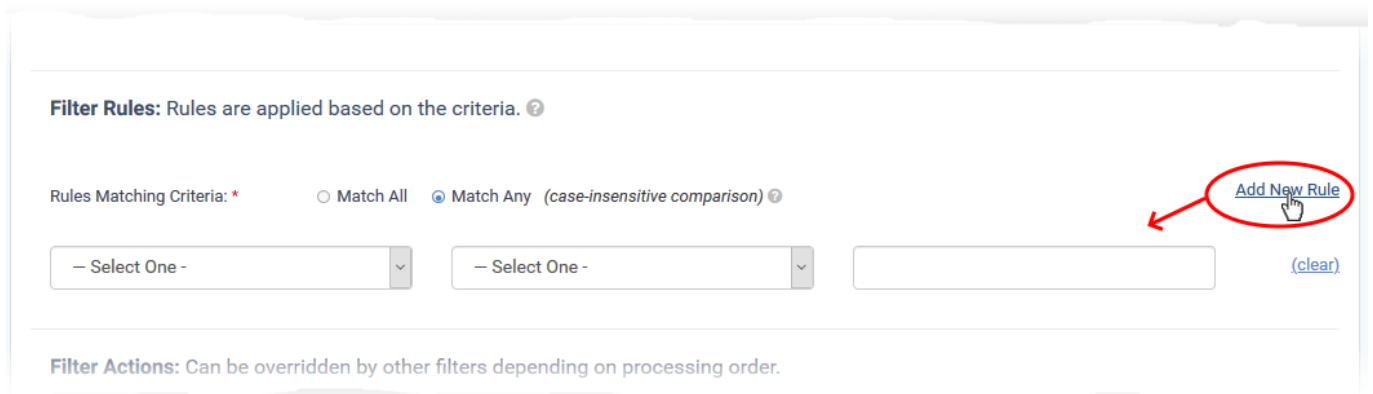 Filter Rules: Rules are applied based on the criteria. ?
Rules Matching Criteria: * Match All Match Any (case-insensitive comparison) ? Add New Rule
— Select One - — Select One - (clear)
Filter Actions: Can be overridden by other filters depending on processing order.